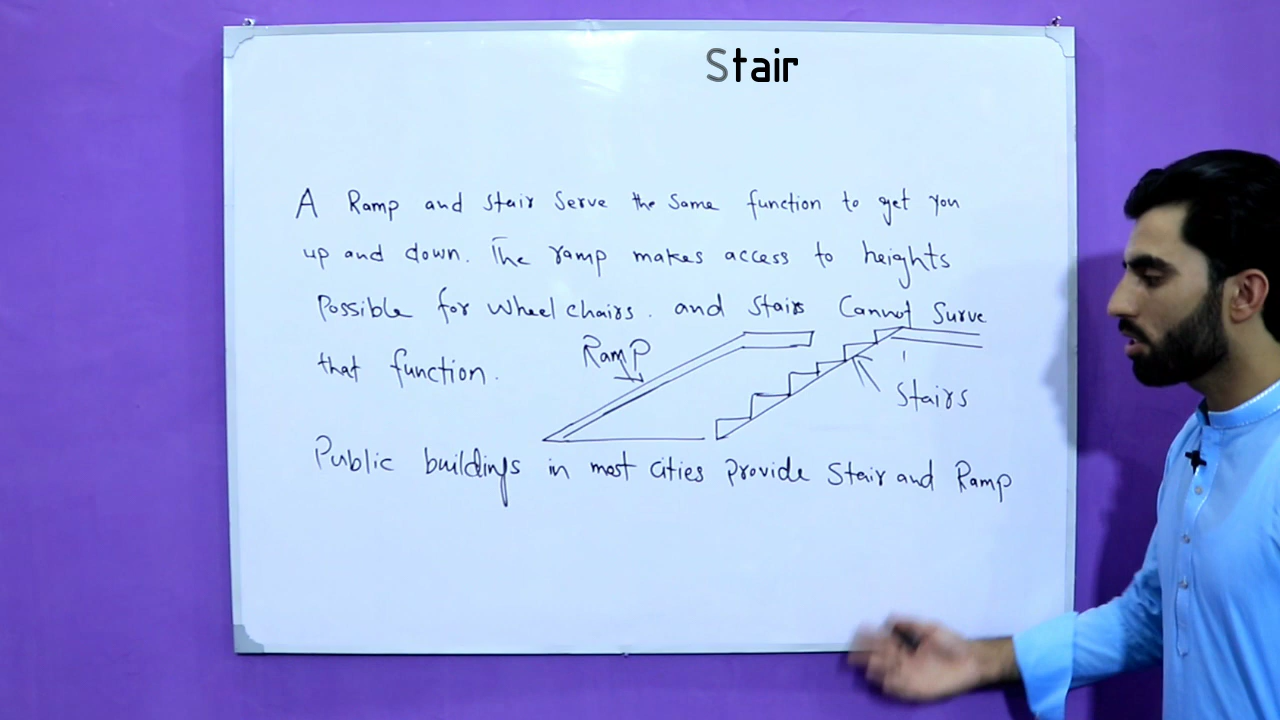 Stair
A Ramp and Stair Serve the Same function to get you
up and down. The ramp makes access to heights
Possible for Wheel chairs. and Stairs Cannot Surve
that function.
Ramp
Stairs
Public buildings in most Cities Provide Stair and Ramp